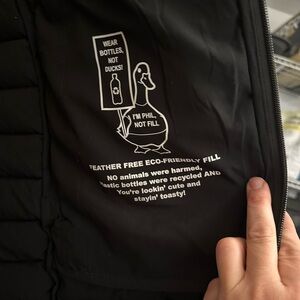 WEAR
BOTTLES,
NOT
DUCKS!
I'M PHIL,
NOT FILL
FEATHER FREE ECO-FRIENDLY FILL
NO animals were harmed,
plastic bottles were recycled AND
You're lookin' cute and
stayin' toasty!